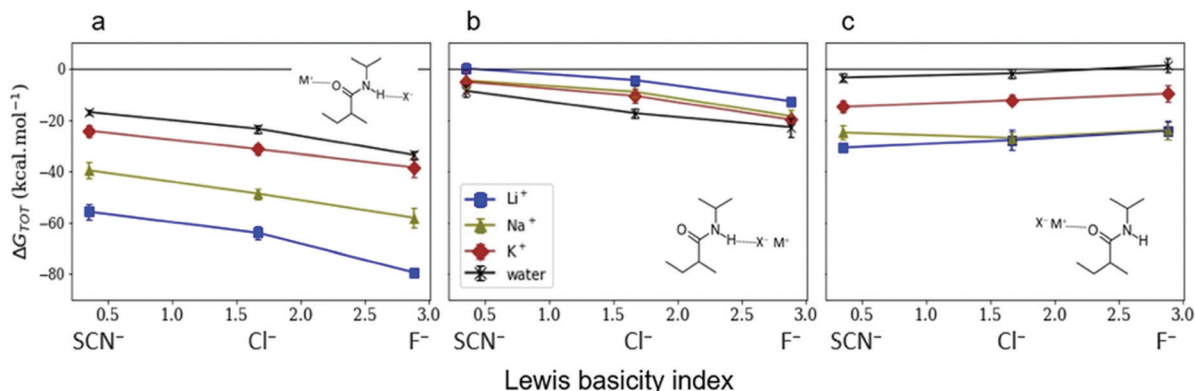 a
b
c
ΔG_TOT (kcal.mol⁻¹)
0
−20
−40
−60
−80
M⁺
O
N
H
X⁻
Li⁺
Na⁺
K⁺
water
O
N
H
X⁻ M⁺
X⁻ M⁺
O
N
H
0.5 1.0 1.5 2.0 2.5 3.0
0.5 1.0 1.5 2.0 2.5 3.0
0.5 1.0 1.5 2.0 2.5 3.0
SCN⁻ Cl⁻ F⁻
SCN⁻ Cl⁻ F⁻
SCN⁻ Cl⁻ F⁻
Lewis basicity index